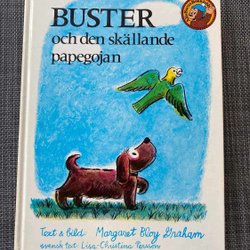 BUSTER
och den skällande
papegojan
Text & bild: Margaret Bloy Graham
svensk text: Lisa-Christina Persson